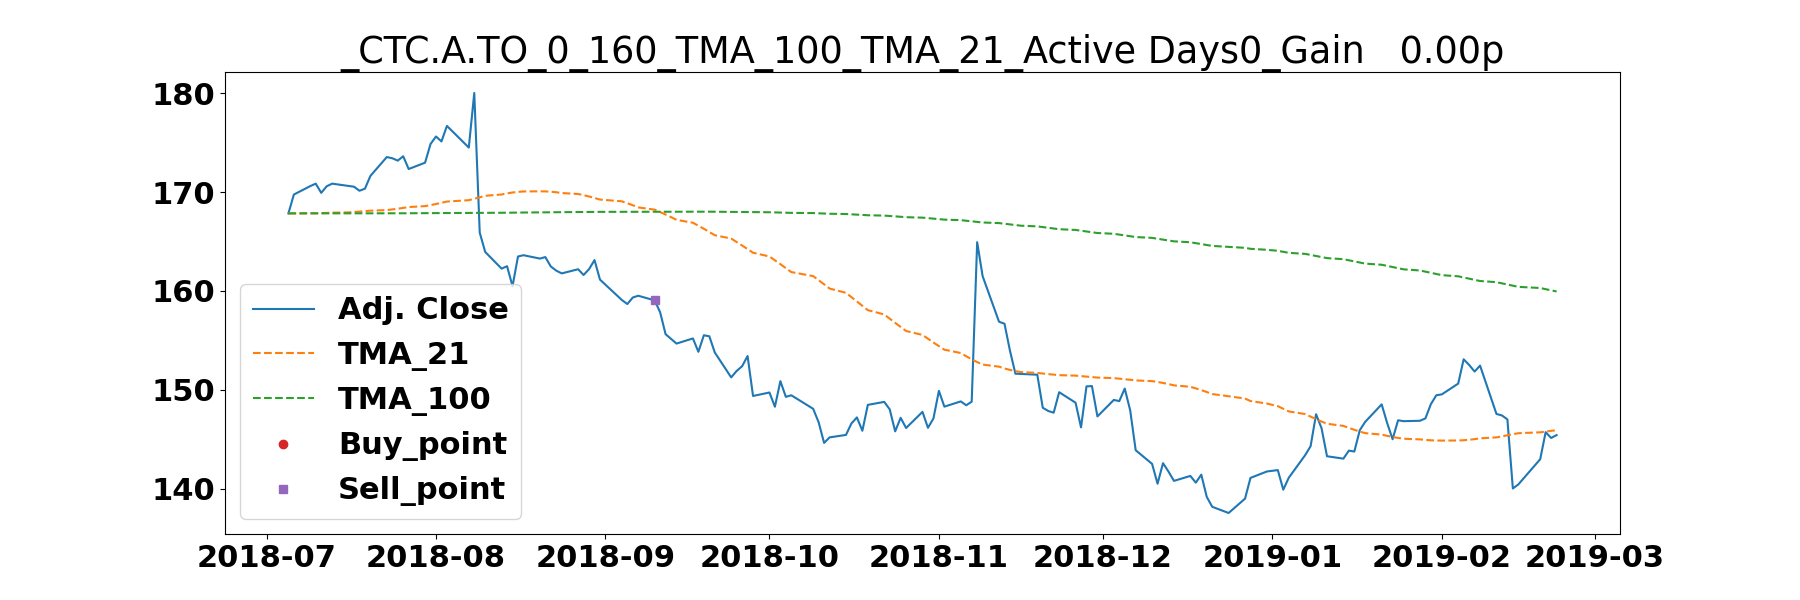 _CTC.A.TO_0_160_TMA_100_TMA_21_Active Days0_Gain   0.00p
180
170
160
150
140
Adj. Close
TMA_21
TMA_100
Buy_point
Sell_point
2018-07 2018-08 2018-09 2018-10 2018-11 2018-12 2019-01 2019-02 2019-03